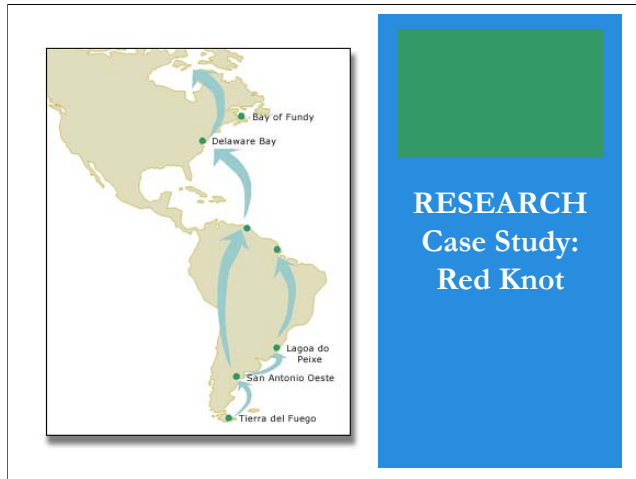 Bay of Fundy
Delaware Bay
Lagoa do
Peixe
San Antonio Oeste
Tierra del Fuego
RESEARCH
Case Study:
Red Knot